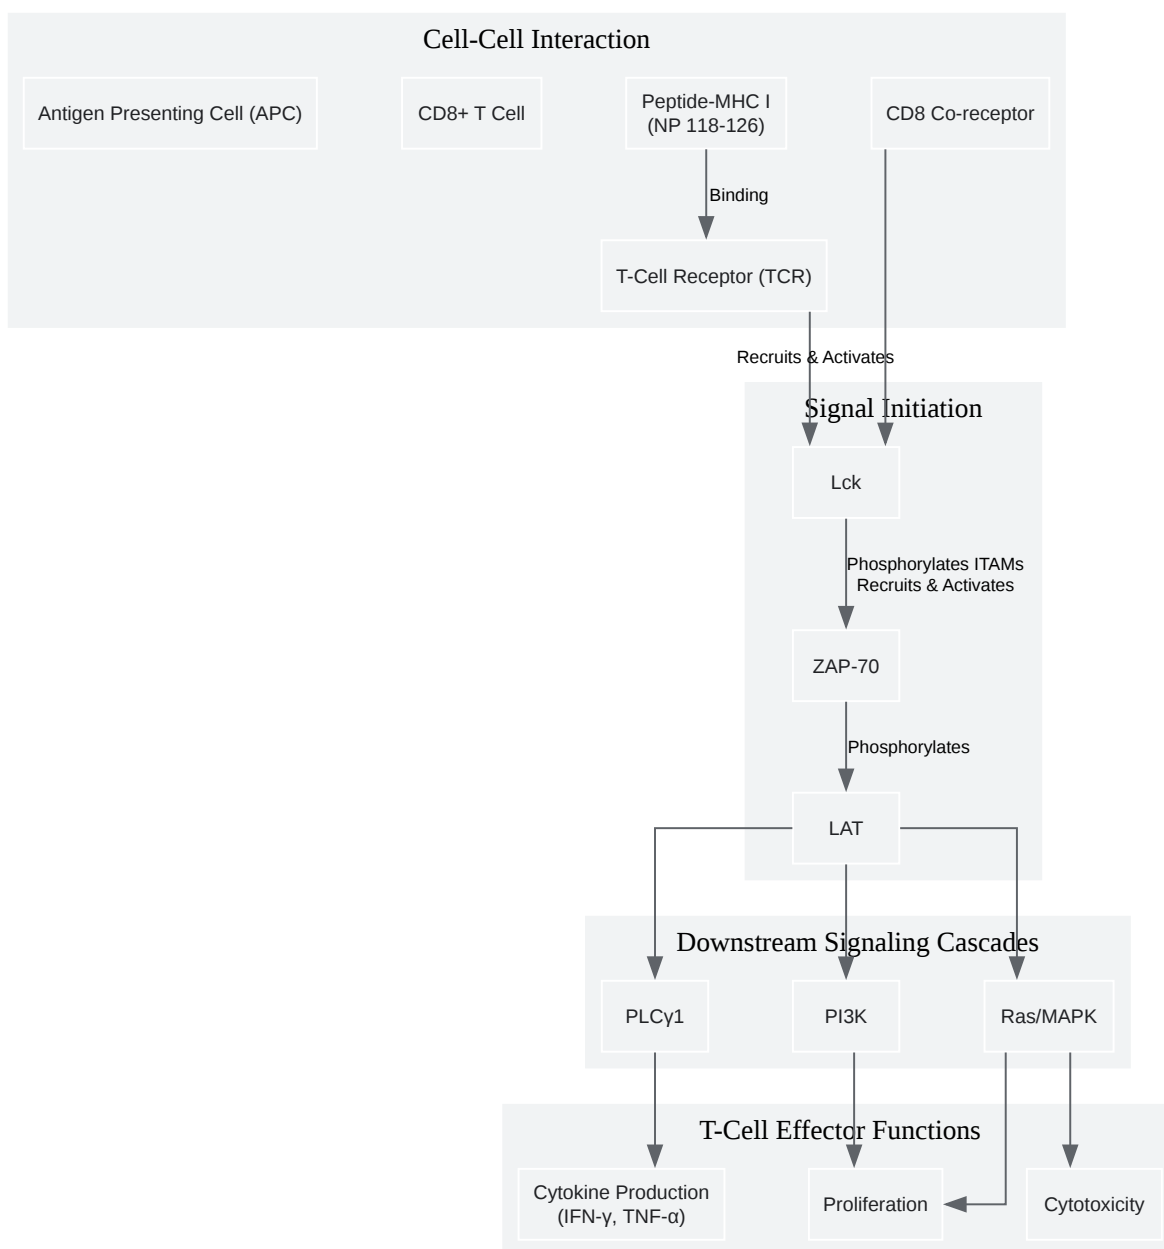 Cell-Cell Interaction
Antigen Presenting Cell (APC)
CD8+ T Cell
Peptide-MHC I
(NP 118-126)
CD8 Co-receptor
Binding
T-Cell Receptor (TCR)
Recruits & Activates
Signal Initiation
Lck
Phosphorylates ITAMs
Recruits & Activates
ZAP-70
Phosphorylates
LAT
Downstream Signaling Cascades
PLCγ1
PI3K
Ras/MAPK
T-Cell Effector Functions
Cytokine Production
(IFN-γ, TNF-α)
Proliferation
Cytotoxicity